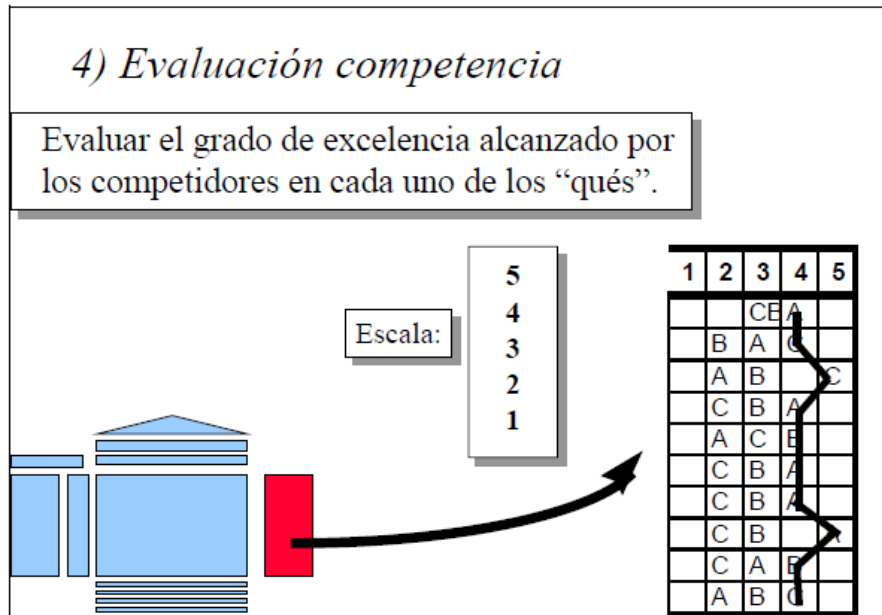 4) Evaluación competencia
Evaluar el grado de excelencia alcanzado por
los competidores en cada uno de los “qués”.
Escala:
5
4
3
2
1
1 2 3 4 5
CB A
B A C
A B C
C B A
A C B
C B A
C B A
C B A
C A B
A B C